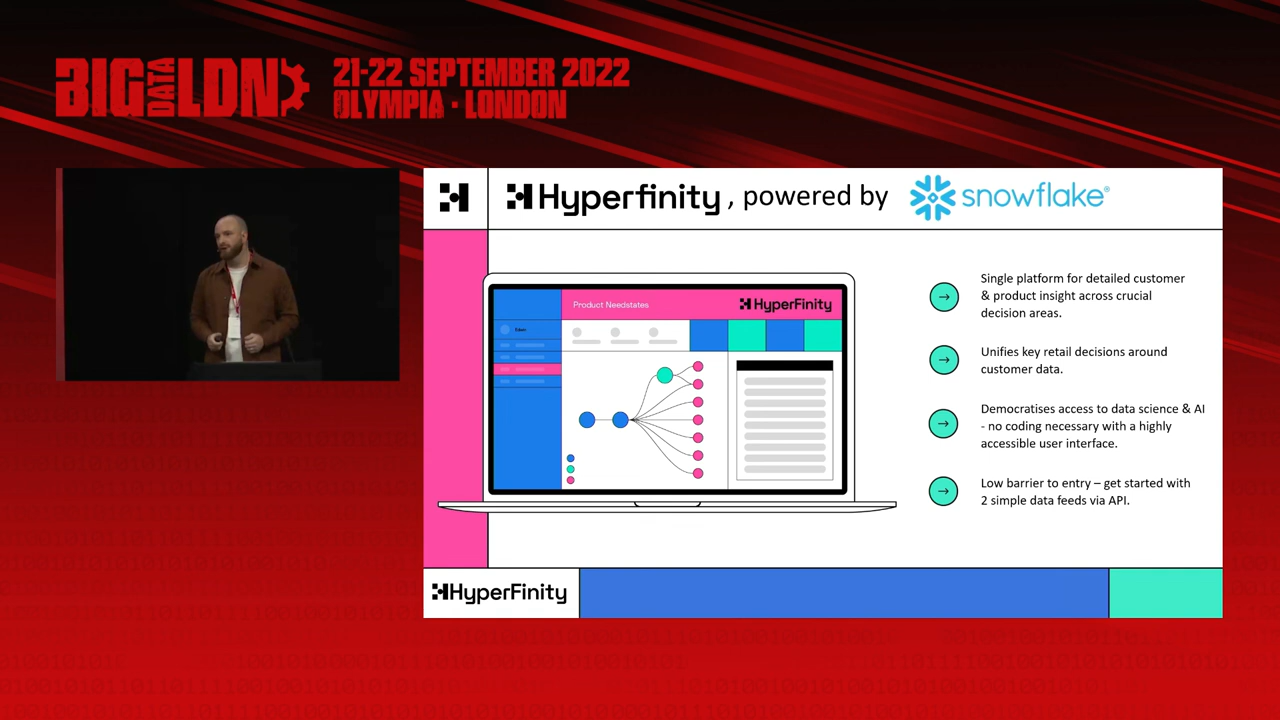 BIG DATA LDN
21-22 SEPTEMBER 2022
OLYMPIA · LONDON
Hyperfinity, powered by snowflake®
Product Needstates
HyperFinity
Single platform for detailed customer
& product insight across crucial
decision areas.
Unifies key retail decisions around
customer data.
Democratises access to data science & AI
- no coding necessary with a highly
accessible user interface.
Low barrier to entry – get started with
2 simple data feeds via API.
HyperFinity